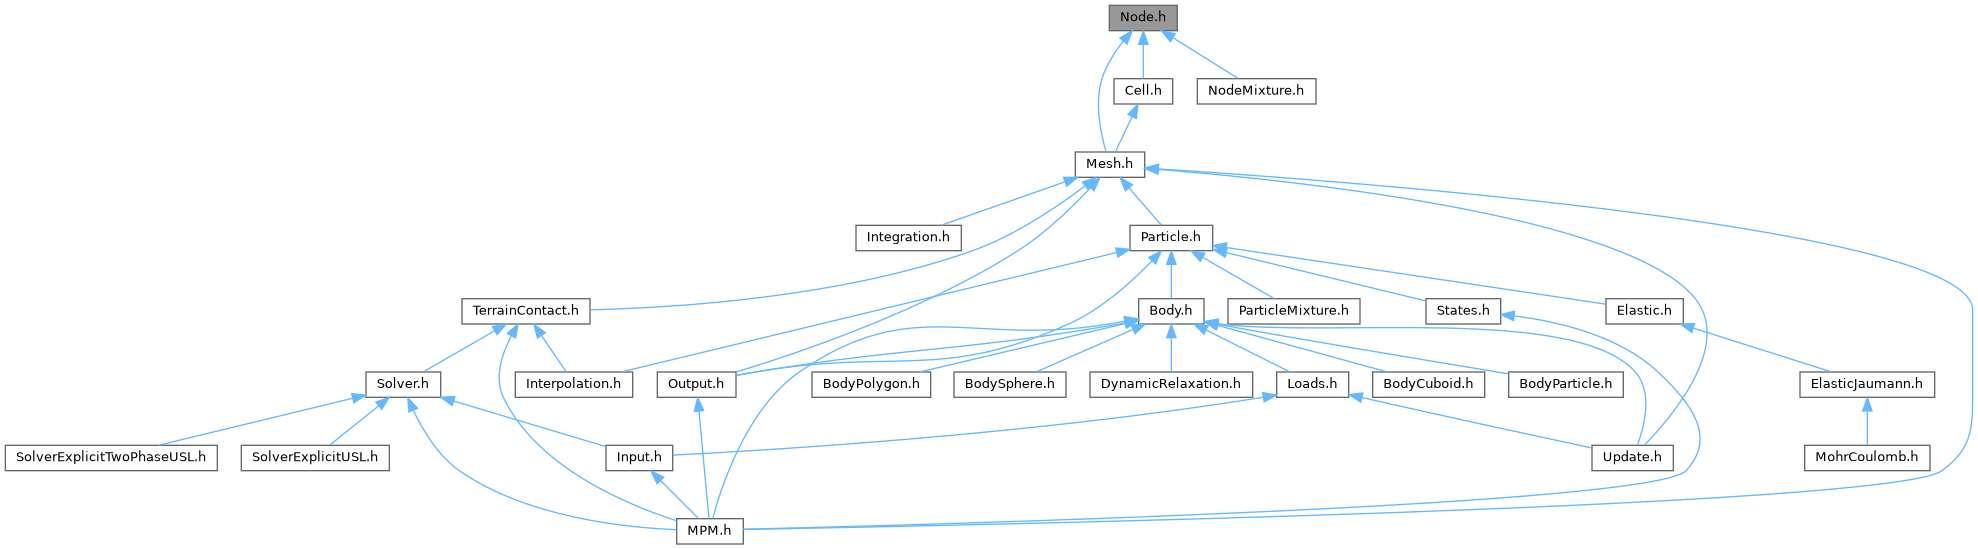 Node.h
Cell.h
NodeMixture.h
Mesh.h
Integration.h
Particle.h
TerrainContact.h
Body.h
ParticleMixture.h
States.h
Elastic.h
Solver.h
Interpolation.h
Output.h
BodyPolygon.h
BodySphere.h
DynamicRelaxation.h
Loads.h
BodyCuboid.h
BodyParticle.h
ElasticJaumann.h
SolverExplicitTwoPhaseUSL.h
SolverExplicitUSL.h
Input.h
Update.h
MohrCoulomb.h
MPM.h